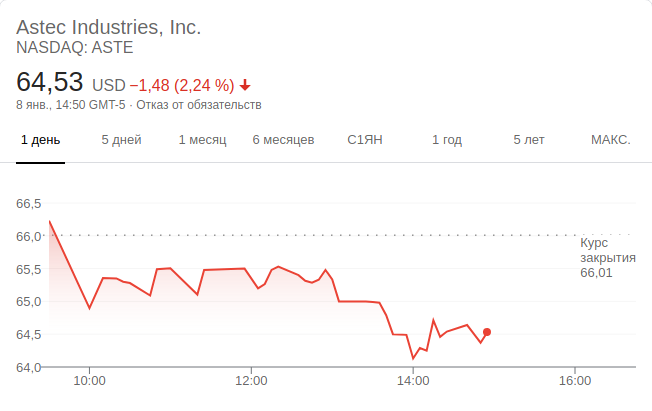 Astec Industries, Inc.
NASDAQ: ASTE
64,53 USD −1,48 (2,24 %)
8 янв., 14:50 GMT-5 · Отказ от обязательств
1 день 5 дней 1 месяц 6 месяцев С1ЯН 1 год 5 лет МАКС.
66,5
66,0
Курс
закрытия
65,5
66,01
65,0
64,5
64,0
10:00 12:00 14:00 16:00